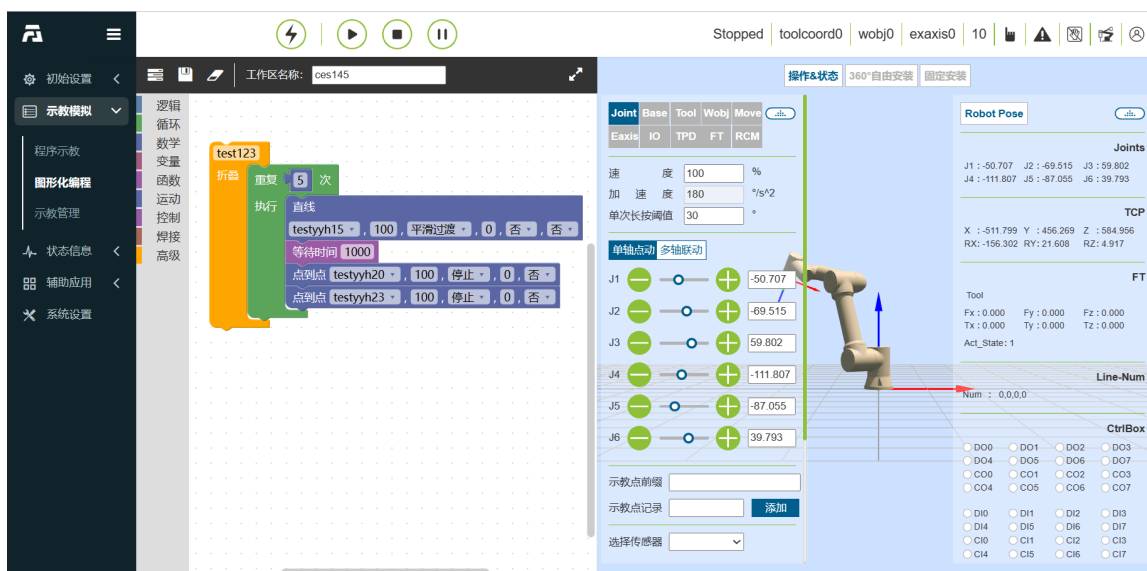 Stopped toolcoord0 wobj0 exaxis0 10
初始设置
示教模拟
程序示教
图形化编程
示教管理
状态信息
辅助应用
系统设置
工作区名称: ces145
逻辑
循环
数学
变量
函数
运动
控制
焊接
高级
test123
折叠
重复 5 次
执行
直线
testyyh15 , 100 , 平滑过渡 , 0 , 否 , 否
等待时间 1000
点到点 testyyh20 , 100 , 停止 , 0 , 否
点到点 testyyh23 , 100 , 停止 , 0 , 否
操作&状态 360°自由安装 固定安装
Joint Base Tool Wobj Move
Eaxis IO TPD FT RCM
速 度 100 %
加 速 度 180 °/s^2
单次长按阈值 30 °
单轴点动 多轴联动
J1 -50.707
J2 -69.515
J3 59.802
J4 -111.807
J5 -87.055
J6 39.793
示教点前缀
示教点记录 添加
选择传感器
Robot Pose
Joints
J1 : -50.707 J2 : -69.515 J3 : 59.802
J4 : -111.807 J5 : -87.055 J6 : 39.793
TCP
X : -511.799 Y : 456.269 Z : 584.956
RX: -156.302 RY: 21.608 RZ: 4.917
FT
Tool
Fx : 0.000 Fy : 0.000 Fz : 0.000
Tx : 0.000 Ty : 0.000 Tz : 0.000
Act_State: 1
Line-Num
Num : 0,0,0,0
CtrlBox
DO0 DO1 DO2 DO3
DO4 DO5 DO6 DO7
CO0 CO1 CO2 CO3
CO4 CO5 CO6 CO7
DI0 DI1 DI2 DI3
DI4 DI5 DI6 DI7
CI0 CI1 CI2 CI3
CI4 CI5 CI6 CI7